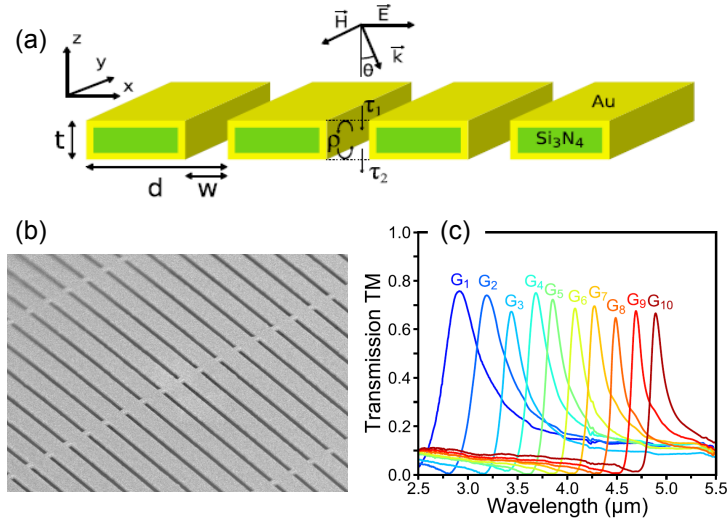 (a)
z
y
x
H E
θ k
Au
τ1
t
ρ
Si3N4
τ2
d w
(b)
(c)
Transmission TM
1.0
0.8
0.6
0.4
0.2
0.0
G1 G2 G3 G4 G5 G6 G7 G8 G9 G10
2.5 3.0 3.5 4.0 4.5 5.0 5.5
Wavelength (μm)